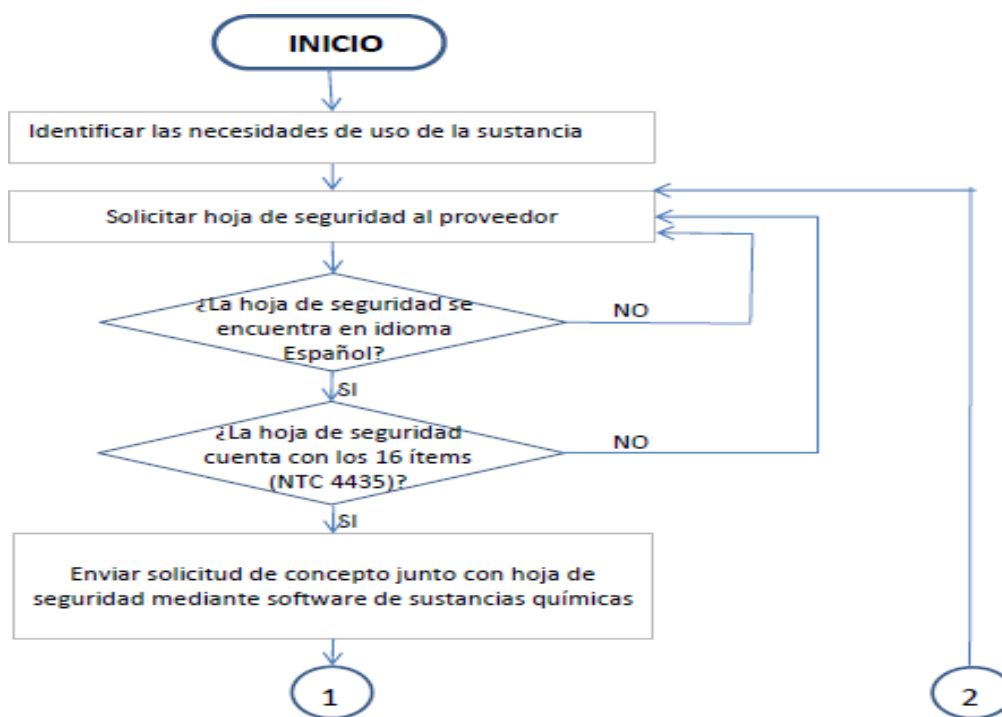 INICIO
Identificar las necesidades de uso de la sustancia
Solicitar hoja de seguridad al proveedor
¿La hoja de seguridad se
encuentra en idioma
Español?
NO
SI
¿La hoja de seguridad
cuenta con los 16 ítems
(NTC 4435)?
NO
SI
Enviar solicitud de concepto junto con hoja de
seguridad mediante software de sustancias químicas
1
2